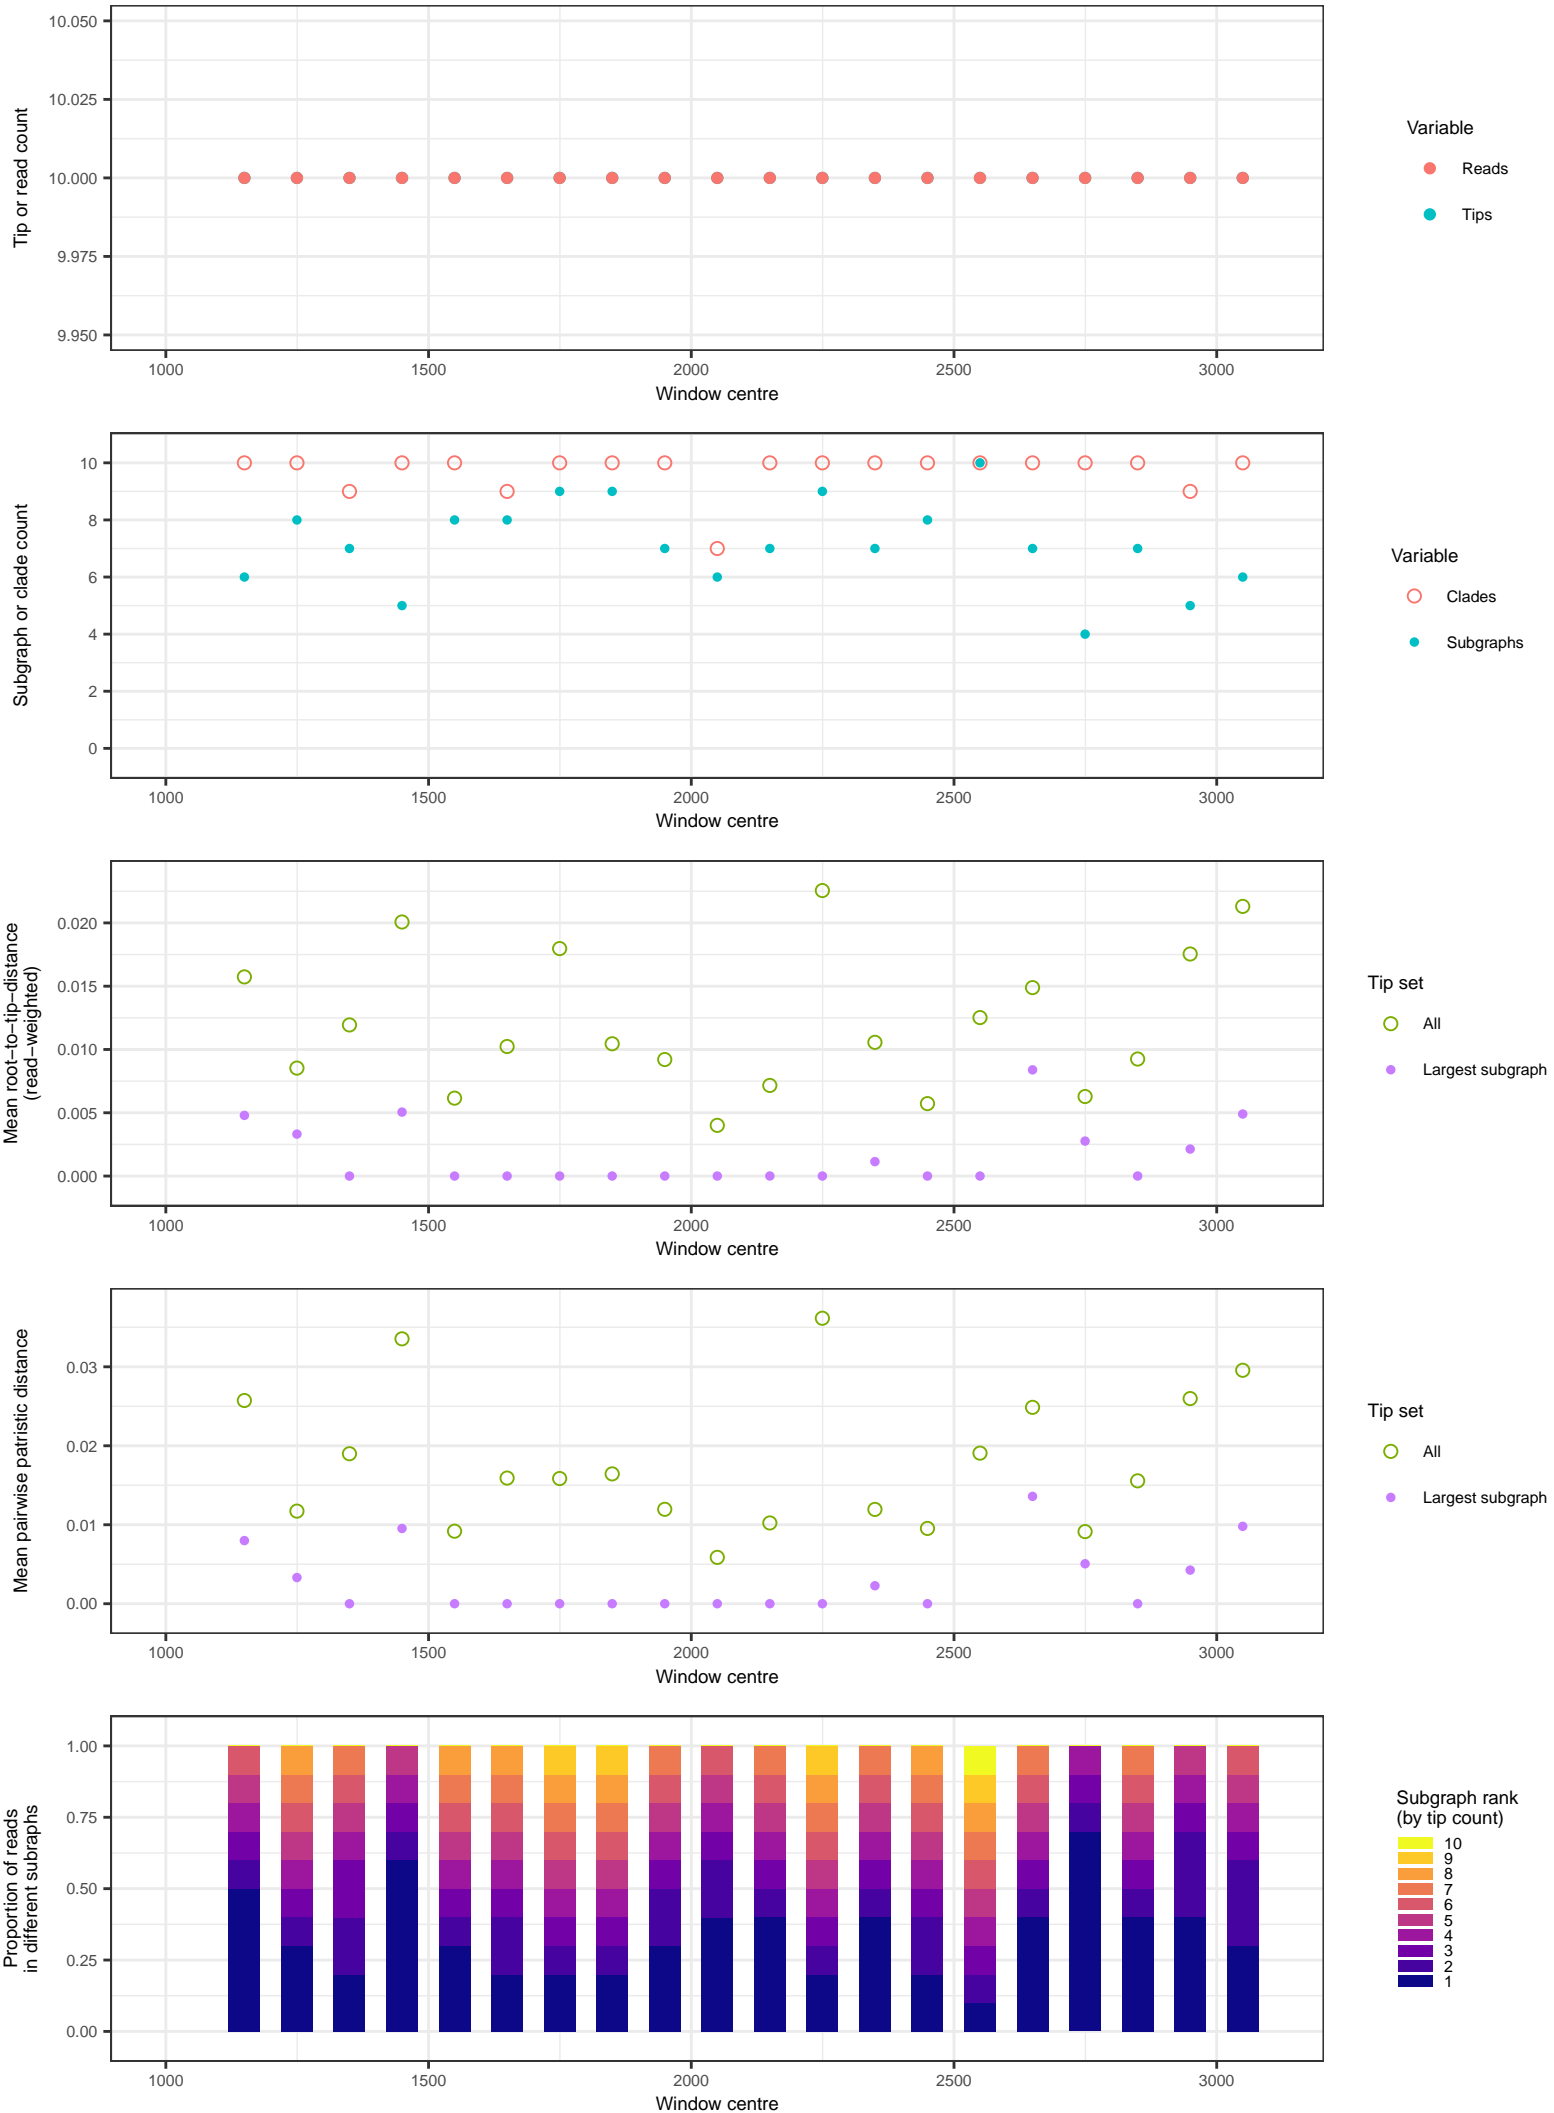 10.050
10.025
10.000
9.975
9.950
Tip or read count
1000 1500 2000 2500 3000
Window centre
Variable
Reads
Tips
10
8
6
4
2
0
Subgraph or clade count
1000 1500 2000 2500 3000
Window centre
Variable
Clades
Subgraphs
0.020
0.015
0.010
0.005
0.000
Mean root−to−tip−distance
(read−weighted)
1000 1500 2000 2500 3000
Window centre
Tip set
All
Largest subgraph
0.03
0.02
0.01
0.00
Mean pairwise patristic distance
1000 1500 2000 2500 3000
Window centre
Tip set
All
Largest subgraph
1.00
0.75
0.50
0.25
0.00
Proportion of reads
in different subraphs
1000 1500 2000 2500 3000
Window centre
Subgraph rank
(by tip count)
10
9
8
7
6
5
4
3
2
1